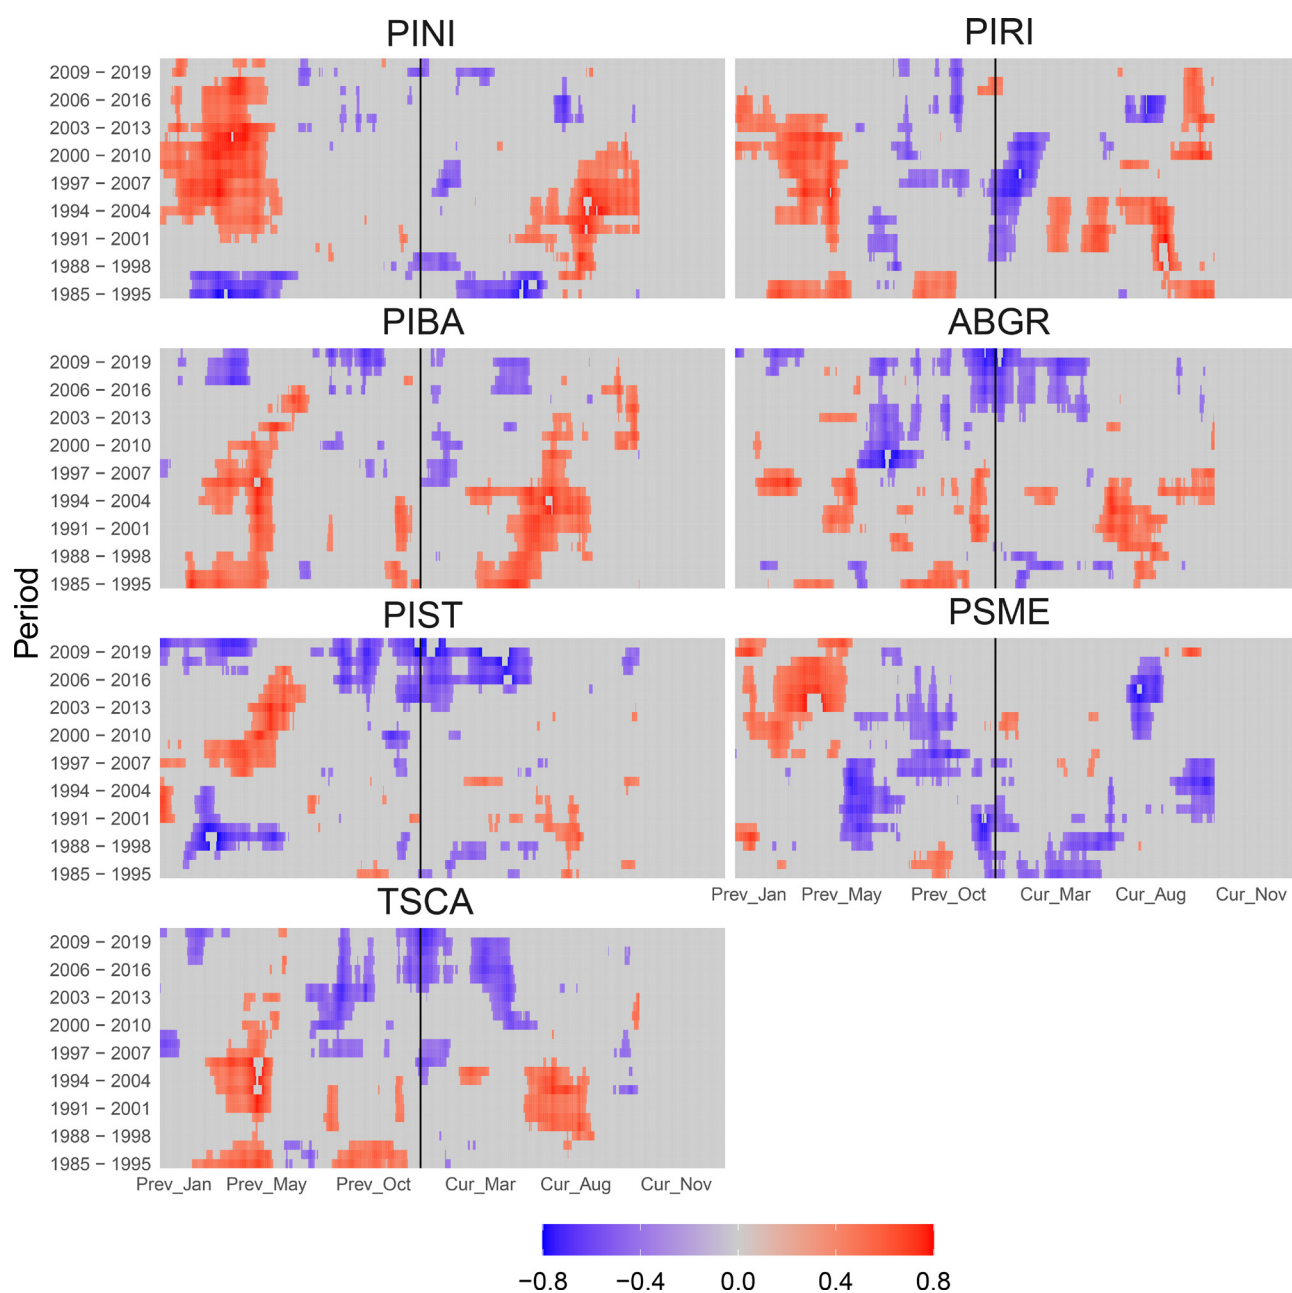 PINI PIRI
2009 − 2019
2006 − 2016
2003 − 2013
2000 − 2010
1997 − 2007
1994 − 2004
1991 − 2001
1988 − 1998
1985 − 1995
PIBA ABGR
2009 − 2019
2006 − 2016
2003 − 2013
2000 − 2010
1997 − 2007
1994 − 2004
1991 − 2001
1988 − 1998
1985 − 1995
Period
PIST PSME
2009 − 2019
2006 − 2016
2003 − 2013
2000 − 2010
1997 − 2007
1994 − 2004
1991 − 2001
1988 − 1998
1985 − 1995
Prev_Jan Prev_May Prev_Oct Cur_Mar Cur_Aug Cur_Nov
TSCA
2009 − 2019
2006 − 2016
2003 − 2013
2000 − 2010
1997 − 2007
1994 − 2004
1991 − 2001
1988 − 1998
1985 − 1995
Prev_Jan Prev_May Prev_Oct Cur_Mar Cur_Aug Cur_Nov
−0.8 −0.4 0.0 0.4 0.8